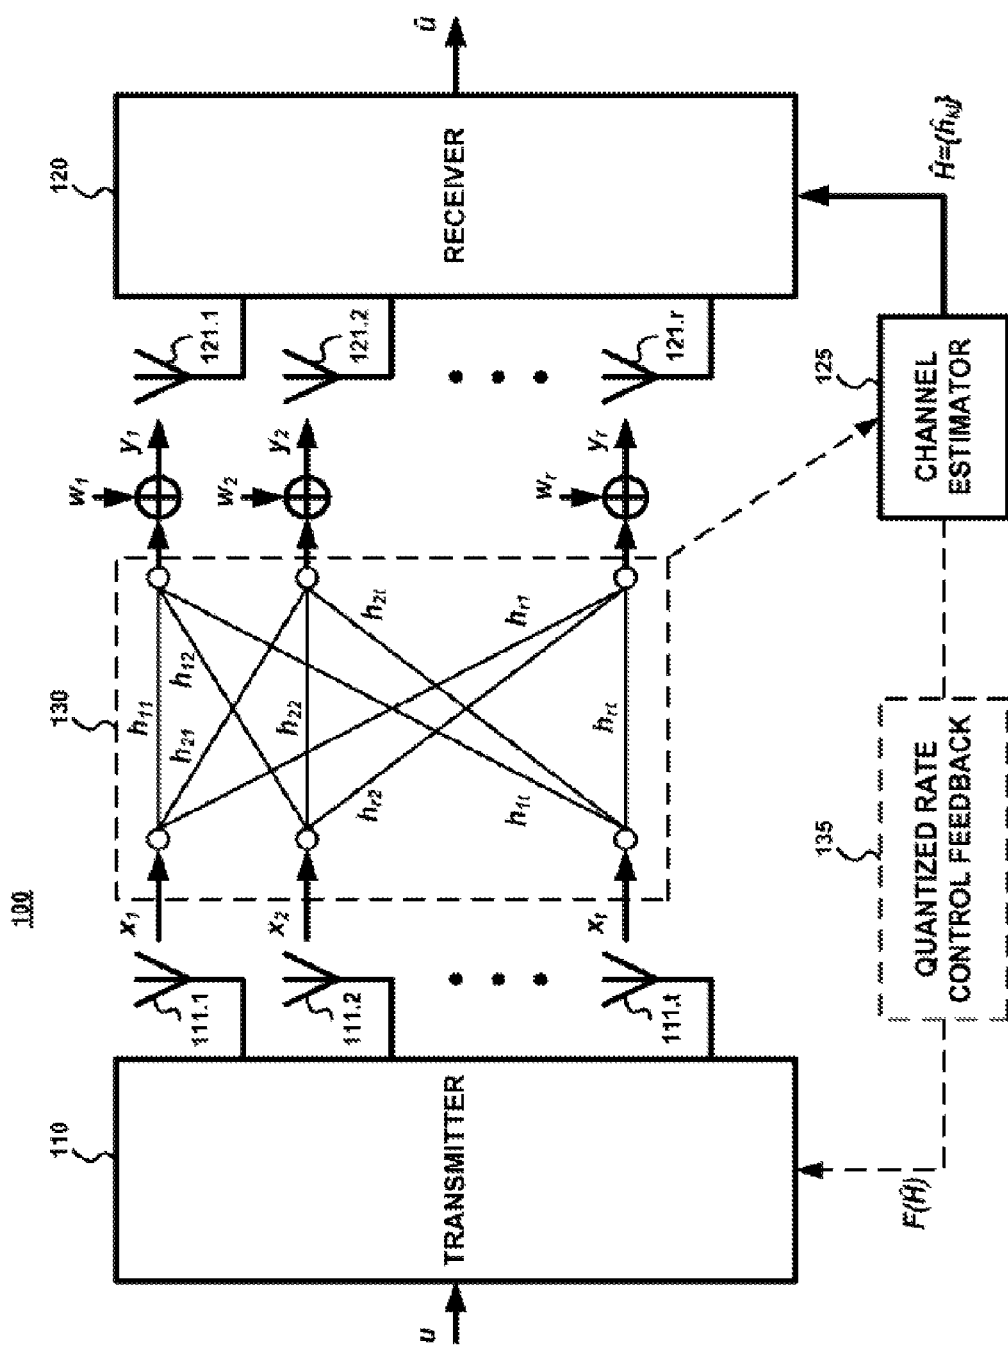 100
110
TRANSMITTER
u
111.1
111.2
111.t
x1
x2
xt
130
h11
h12
h21
h22
h2t
hr1
hr2
h1t
hrt
w1
w2
wr
y1
y2
yr
121.1
121.2
121.r
120
RECEIVER
û
F(Ĥ)
135
QUANTIZED RATE
CONTROL FEEDBACK
125
CHANNEL
ESTIMATOR
Ĥ={ĥkj}